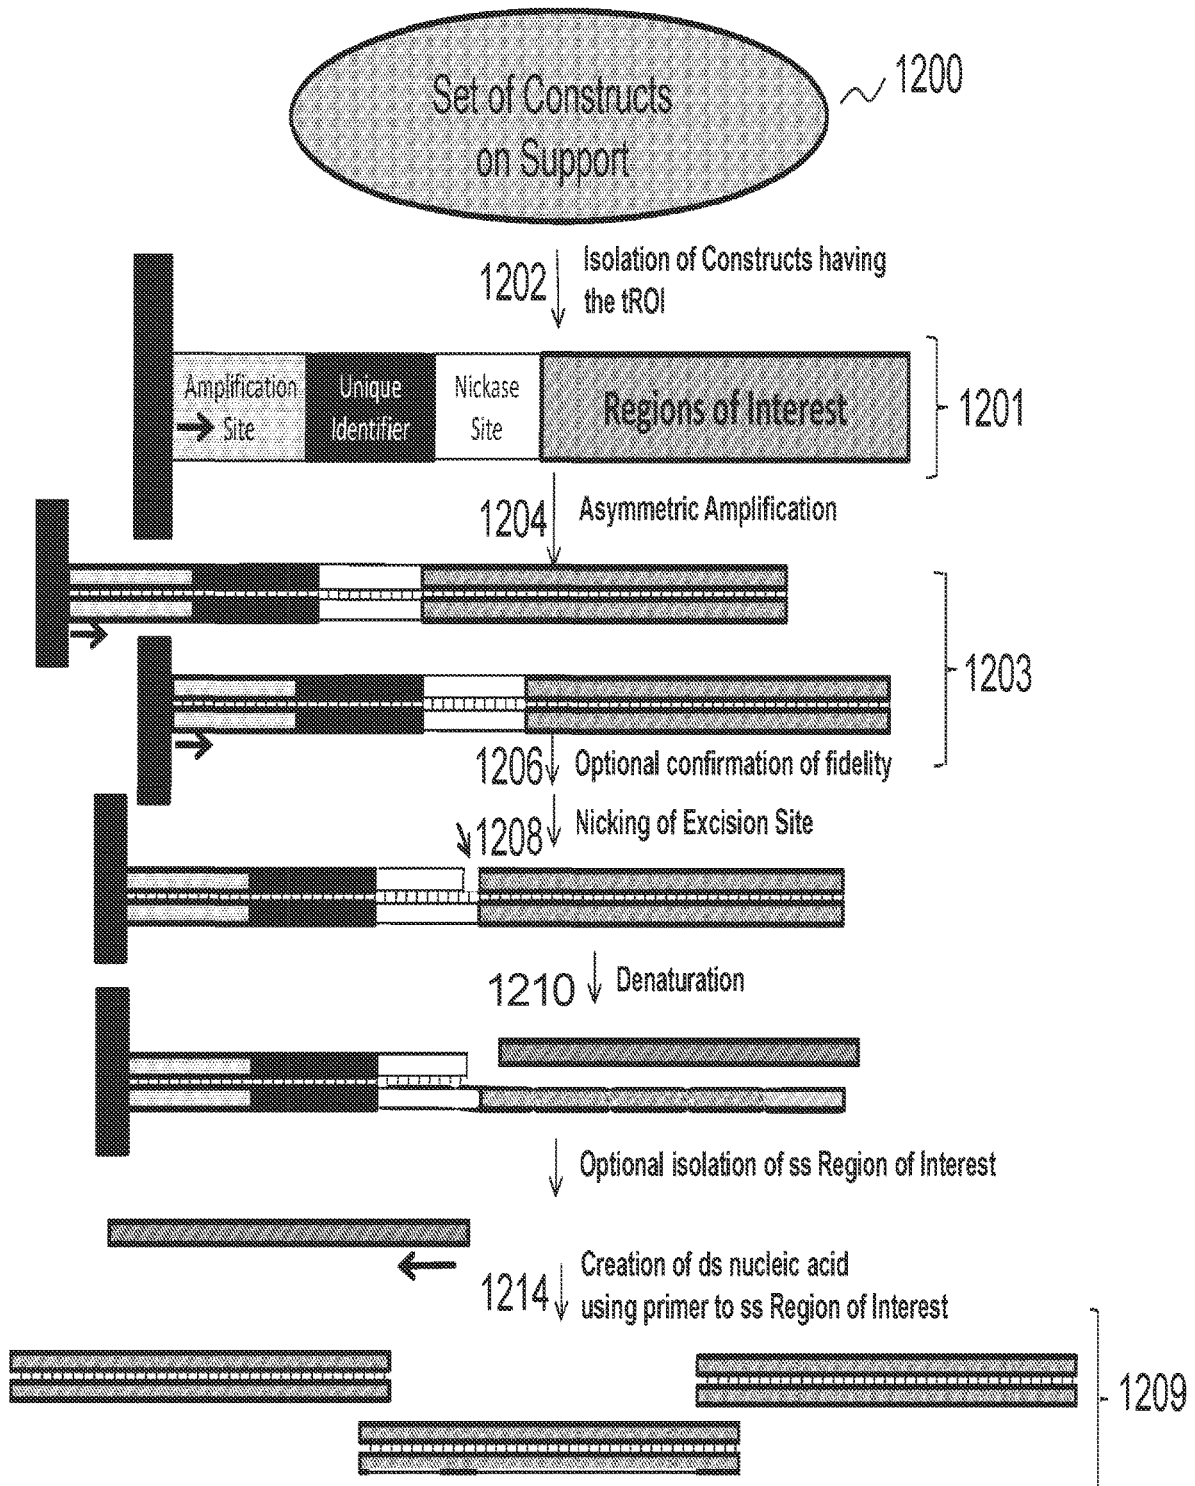 Set of Constructs
on Support
1200
1202
Isolation of Constructs having
the tROI
Amplification
Site
Unique
Identifier
Nickase
Site
Regions of Interest
1201
1204
Asymmetric Amplification
1203
1206
Optional confirmation of fidelity
1208
Nicking of Excision Site
1210
Denaturation
Optional isolation of ss Region of Interest
1214
Creation of ds nucleic acid
using primer to ss Region of Interest
1209